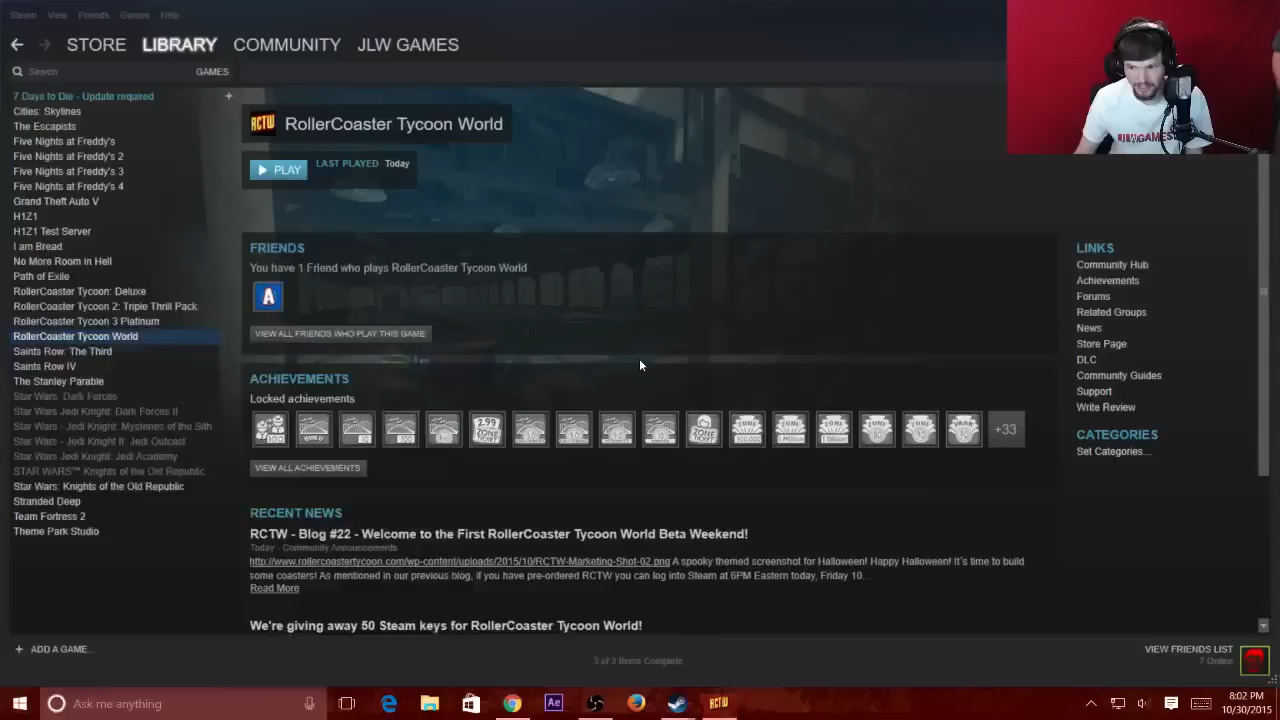 Steam View Friends Games Help
STORE LIBRARY COMMUNITY JLW GAMES
Search GAMES
7 Days to Die - Update required +
Cities: Skylines
The Escapists
Five Nights at Freddy's
Five Nights at Freddy's 2
Five Nights at Freddy's 3
Five Nights at Freddy's 4
Grand Theft Auto V
H1Z1
H1Z1 Test Server
I am Bread
No More Room in Hell
Path of Exile
RollerCoaster Tycoon: Deluxe
RollerCoaster Tycoon 2: Triple Thrill Pack
RollerCoaster Tycoon 3 Platinum
RollerCoaster Tycoon World
Saints Row: The Third
Saints Row IV
The Stanley Parable
Star Wars: Dark Forces
Star Wars Jedi Knight: Dark Forces II
Star Wars Jedi Knight: Mysteries of the Sith
Star Wars - Jedi Knight II: Jedi Outcast
Star Wars Jedi Knight: Jedi Academy
STAR WARS™ Knights of the Old Republic...
Star Wars: Knights of the Old Republic
Stranded Deep
Team Fortress 2
Theme Park Studio
+ ADD A GAME...
RCTW RollerCoaster Tycoon World
PLAY LAST PLAYED Today
FRIENDS
You have 1 Friend who plays RollerCoaster Tycoon World
A
VIEW ALL FRIENDS WHO PLAY THIS GAME
ACHIEVEMENTS
Locked achievements
+33
VIEW ALL ACHIEVEMENTS
RECENT NEWS
RCTW - Blog #22 - Welcome to the First RollerCoaster Tycoon World Beta Weekend!
Today - Community Announcements
http://www.rollercoastertycoon.com/wp-content/uploads/2015/10/RCTW-Marketing-Shot-02.png A spooky themed screenshot for Halloween! Happy Halloween! It's time to build
some coasters! As mentioned in our previous blog, if you have pre-ordered RCTW you can log into Steam at 6PM Eastern today, Friday 10...
Read More
We're giving away 50 Steam keys for RollerCoaster Tycoon World!
3 of 3 Items Complete
LINKS
Community Hub
Achievements
Forums
Related Groups
News
Store Page
DLC
Community Guides
Support
Write Review
CATEGORIES
Set Categories...
VIEW FRIENDS LIST
7 Online
JLWGAMES
Ask me anything
Ae
RCTW
8:02 PM
10/30/2015